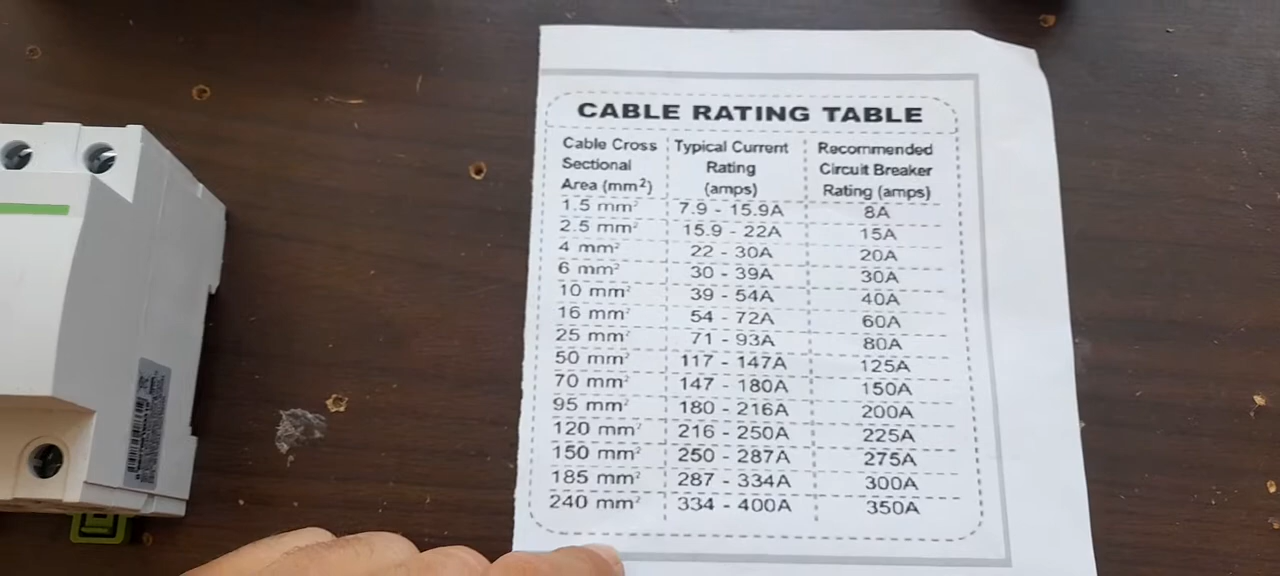 CABLE RATING TABLE
Cable Cross Sectional Area (mm²) Typical Current Rating (amps) Recommended Circuit Breaker Rating (amps)
1.5 mm² 7.9 - 15.9A 8A
2.5 mm² 15.9 - 22A 15A
4 mm² 22 - 30A 20A
6 mm² 30 - 39A 30A
10 mm² 39 - 54A 40A
16 mm² 54 - 72A 60A
25 mm² 71 - 93A 80A
50 mm² 117 - 147A 125A
70 mm² 147 - 180A 150A
95 mm² 180 - 216A 200A
120 mm² 216 - 250A 225A
150 mm² 250 - 287A 275A
185 mm² 287 - 334A 300A
240 mm² 334 - 400A 350A